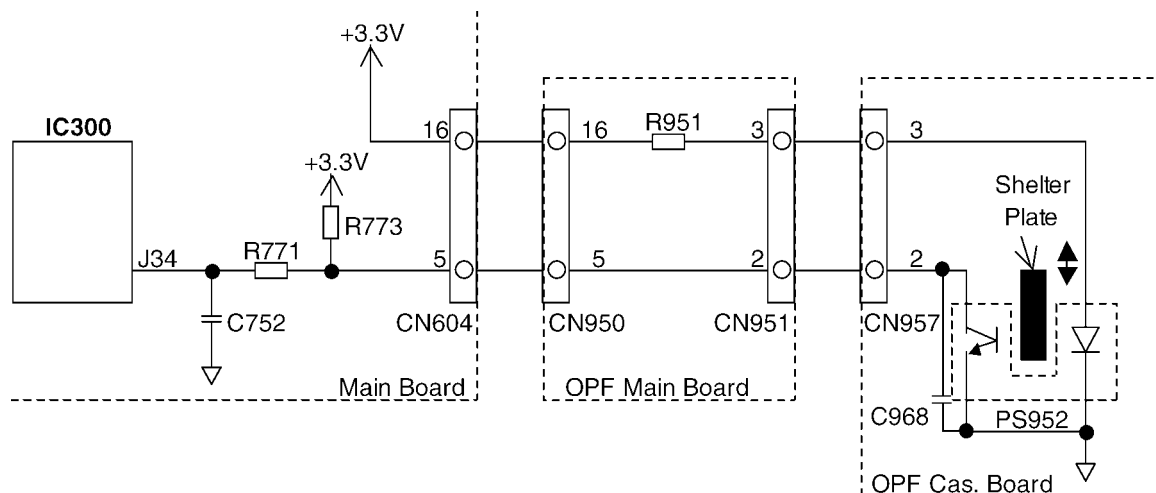 +3.3V
IC300
16
16
R951
3
3
+3.3V
R773
Shelter
Plate
J34
R771
5
5
2
2
C752
CN604
CN950
CN951
CN957
Main Board
OPF Main Board
C968
PS952
OPF Cas. Board